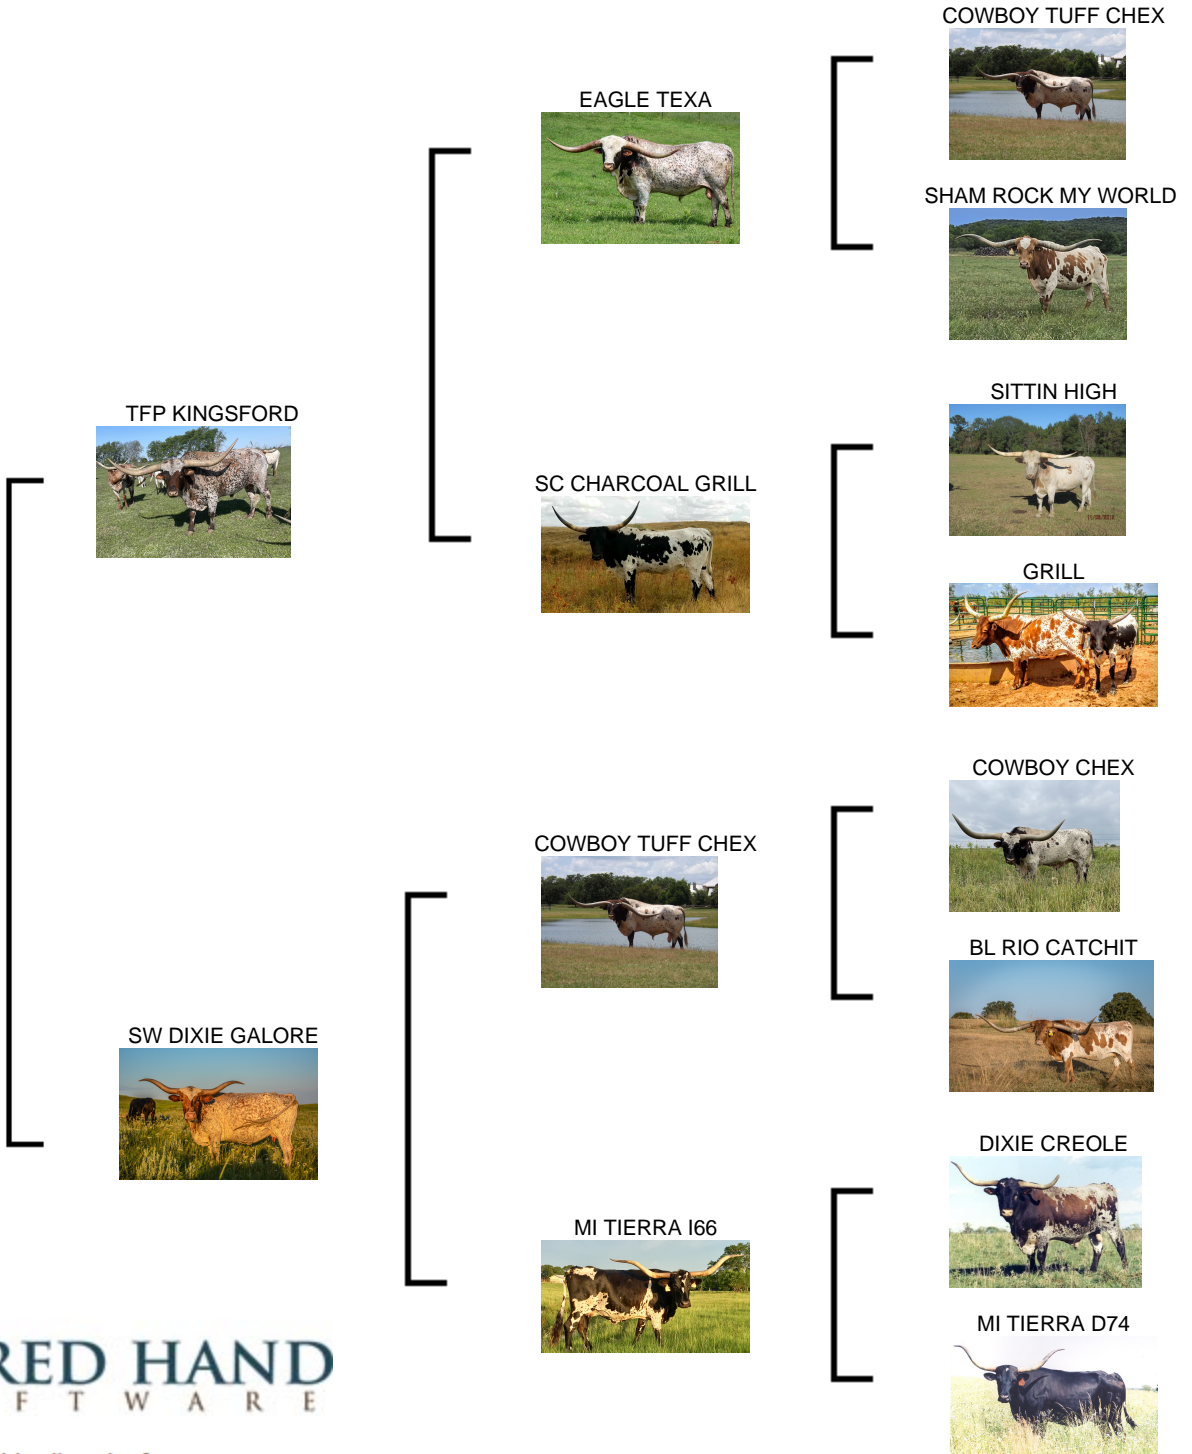 COWBOY TUFF CHEX
EAGLE TEXA
SHAM ROCK MY WORLD
SITTIN HIGH
TFP KINGSFORD
SC CHARCOAL GRILL
GRILL
COWBOY CHEX
COWBOY TUFF CHEX
BL RIO CATCHIT
SW DIXIE GALORE
DIXIE CREOLE
MI TIERRA I66
MI TIERRA D74
RED HAND
F T W A R E